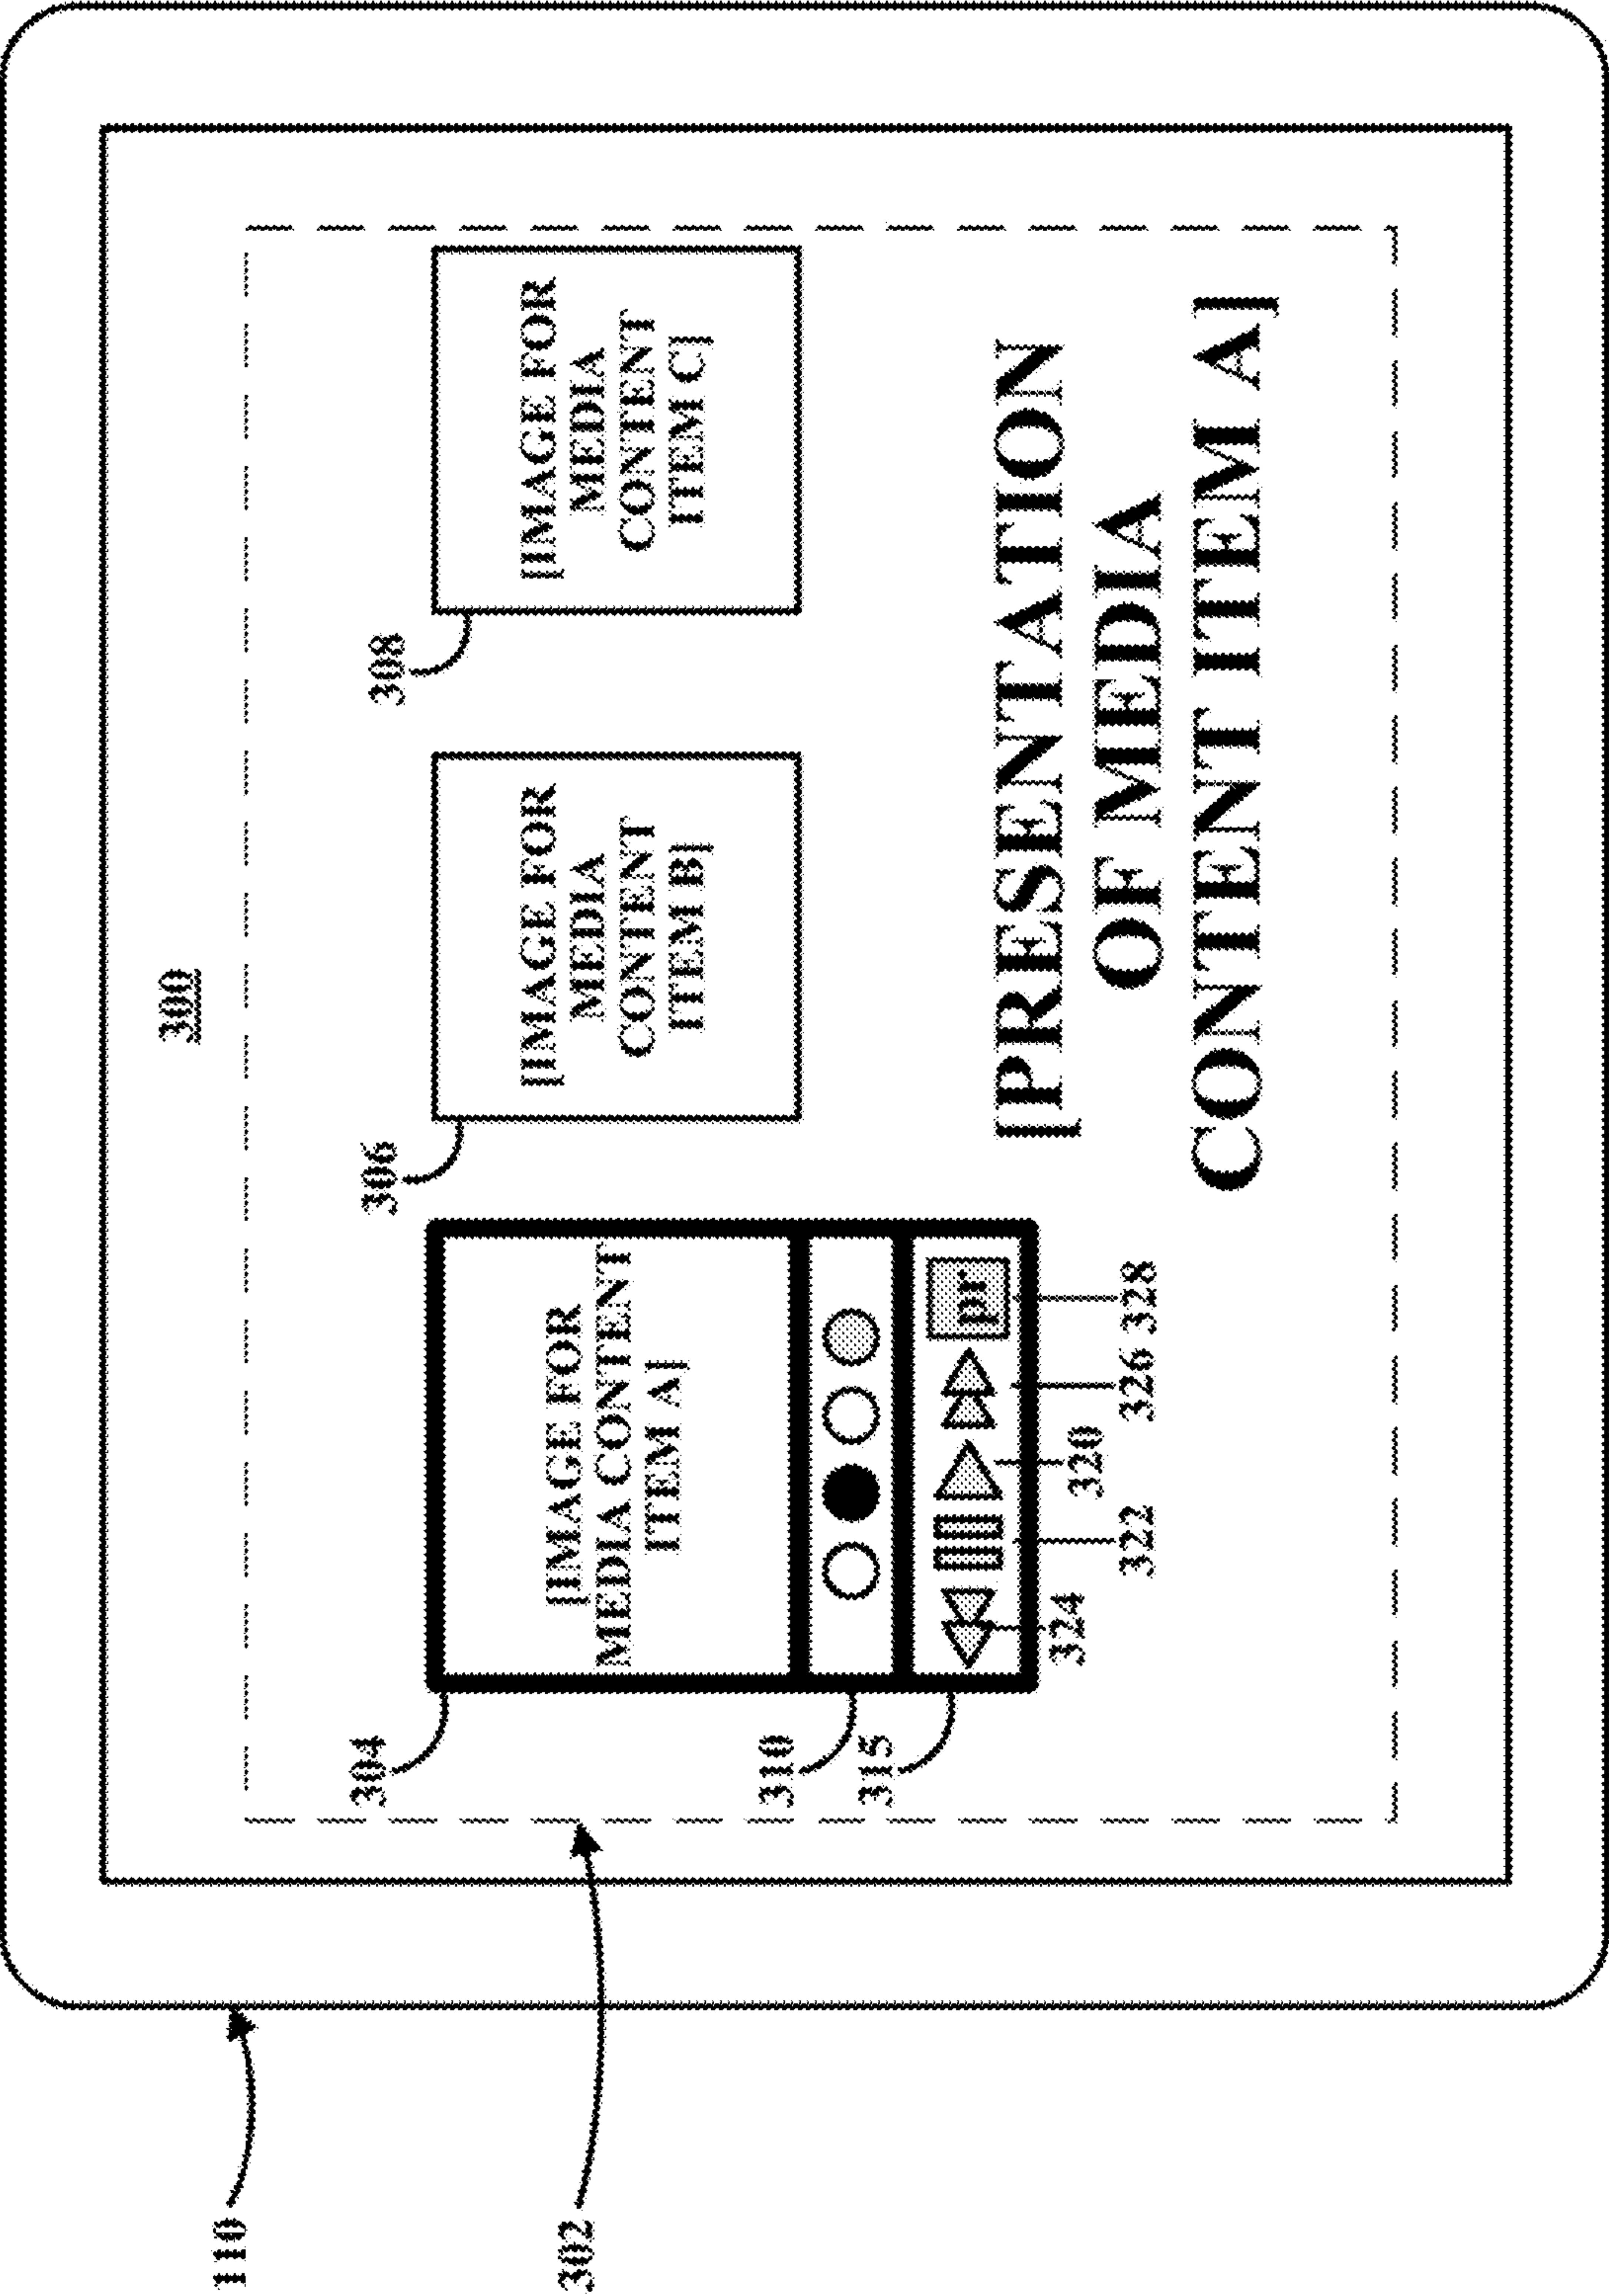 300
110
302
304
306
308
[IMAGE FOR
MEDIA CONTENT
ITEM A]
[IMAGE FOR
MEDIA
CONTENT
ITEM B]
[IMAGE FOR
MEDIA
CONTENT
ITEM C]
310
315
pr
324
322
320
326
328
[PRESENTATION
OF MEDIA
CONTENT ITEM A]